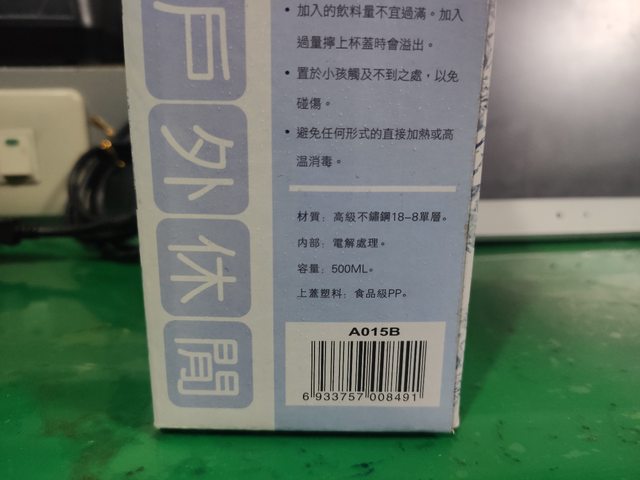 戶外休閒
• 加入的飲料量不宜過滿。加入
過量擰上杯蓋時會溢出。
• 置於小孩觸及不到之處，以免
碰傷。
• 避免任何形式的直接加熱或高
温消毒。
材質：高級不鏽鋼18-8單層。
内部：電解處理。
容量：500ML。
上蓋塑料：食品級PP。
A015B
6 933757 008491